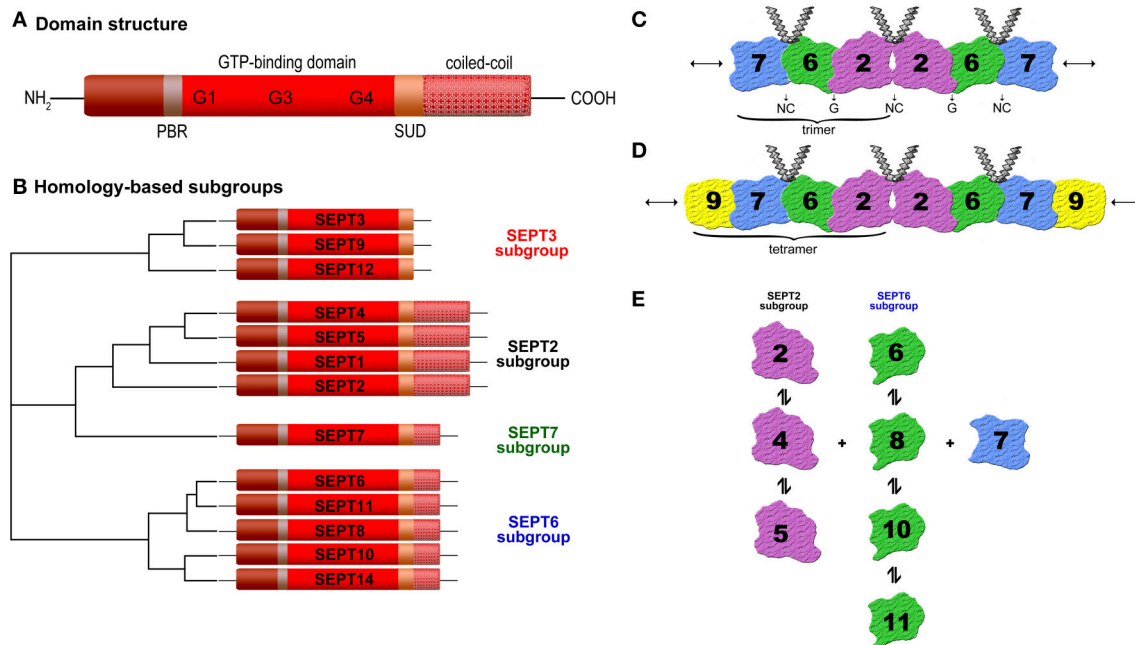 A Domain structure
GTP-binding domain
coiled-coil
NH2
G1 G3 G4
COOH
PBR
SUD
B Homology-based subgroups
SEPT3
SEPT9
SEPT12
SEPT3
subgroup
SEPT4
SEPT5
SEPT1
SEPT2
SEPT2
subgroup
SEPT7
SEPT7
subgroup
SEPT6
SEPT11
SEPT8
SEPT10
SEPT14
SEPT6
subgroup
C
7 6 2 2 6 7
NC G NC G NC
trimer
D
9 7 6 2 2 6 7 9
tetramer
E
SEPT2
subgroup
SEPT6
subgroup
2 6
4 + 8 + 7
5 10
11